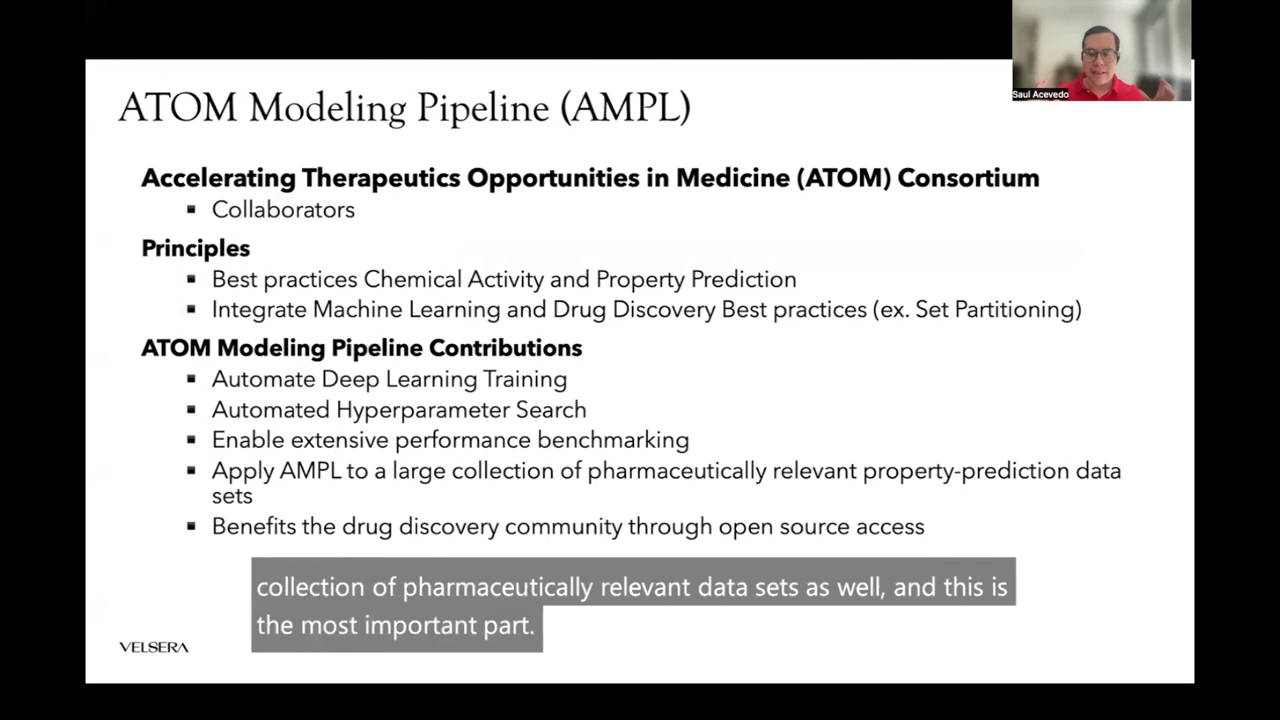 Saul Acevedo
ATOM Modeling Pipeline (AMPL)
Accelerating Therapeutics Opportunities in Medicine (ATOM) Consortium
▪ Collaborators
Principles
▪ Best practices Chemical Activity and Property Prediction
▪ Integrate Machine Learning and Drug Discovery Best practices (ex. Set Partitioning)
ATOM Modeling Pipeline Contributions
▪ Automate Deep Learning Training
▪ Automated Hyperparameter Search
▪ Enable extensive performance benchmarking
▪ Apply AMPL to a large collection of pharmaceutically relevant property-prediction data
sets
▪ Benefits the drug discovery community through open source access
collection of pharmaceutically relevant data sets as well, and this is
the most important part.
VELSERA